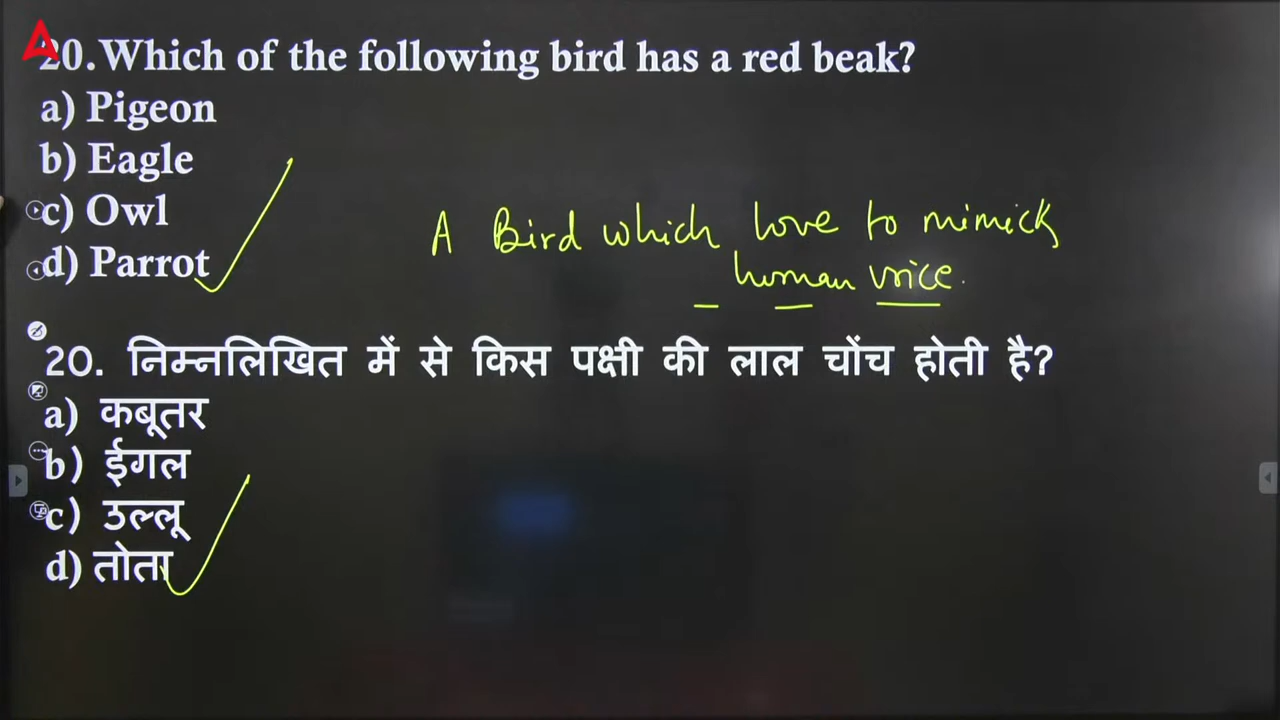 20. Which of the following bird has a red beak?
a) Pigeon
b) Eagle
c) Owl
d) Parrot
A Bird which love to mimick
human voice.
20. निम्नलिखित में से किस पक्षी की लाल चोंच होती है?
a) कबूतर
b) ईगल
c) उल्लू
d) तोता